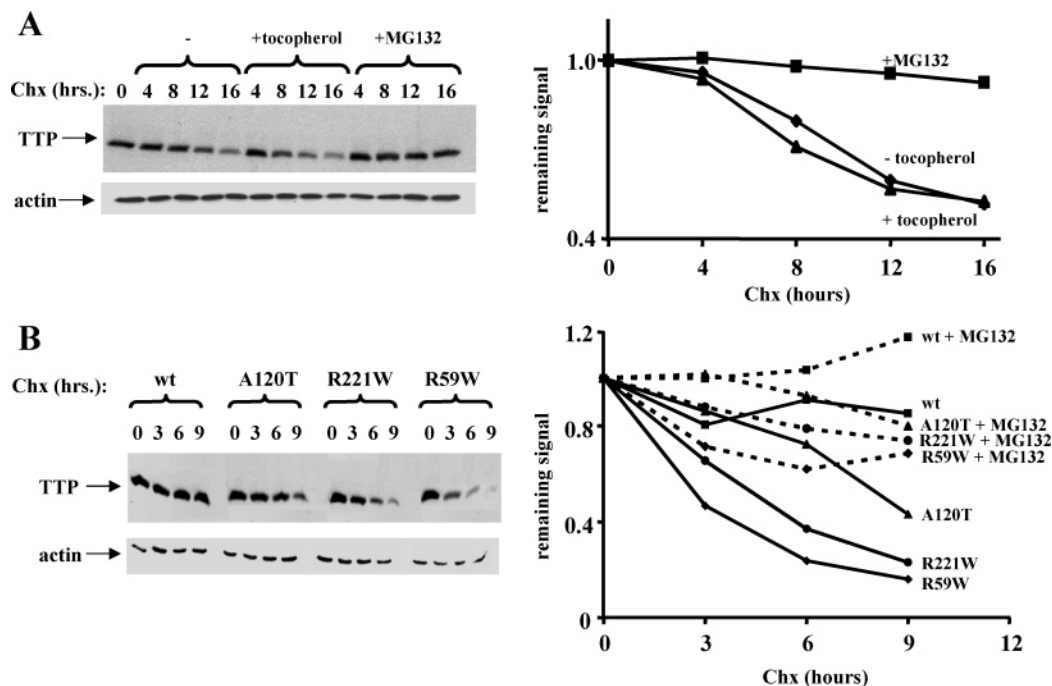 A
- +tocopherol +MG132
Chx (hrs.): 0 4 8 12 16 4 8 12 16 4 8 12 16
TTP
actin
remaining signal
1.0
0.4
+MG132
- tocopherol
+ tocopherol
0 4 8 12 16
Chx (hours)
B
Chx (hrs.):
wt A120T R221W R59W
0 3 6 9 0 3 6 9 0 3 6 9 0 3 6 9
TTP
actin
remaining signal
1.2
0.8
0.4
0
wt + MG132
wt
A120T + MG132
R221W + MG132
R59W + MG132
A120T
R221W
R59W
0 3 6 9 12
Chx (hours)